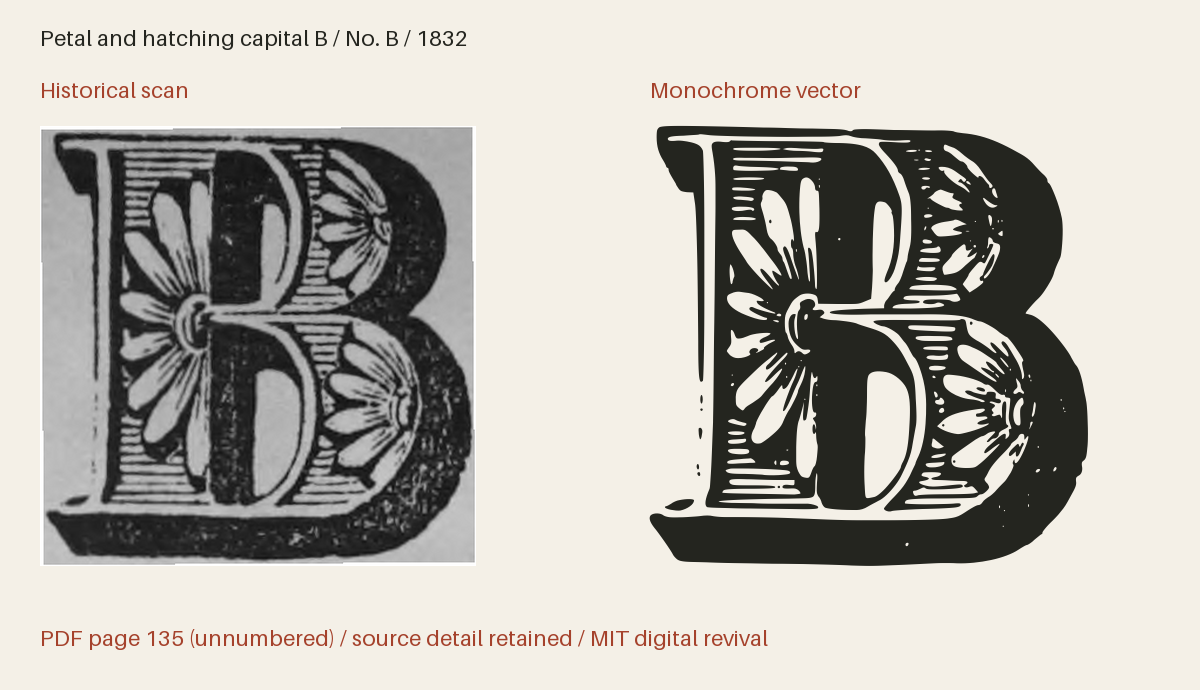 Petal and hatching capital B / No. B / 1832
Historical scan
Monochrome vector
B
B
PDF page 135 (unnumbered) / source detail retained / MIT digital revival